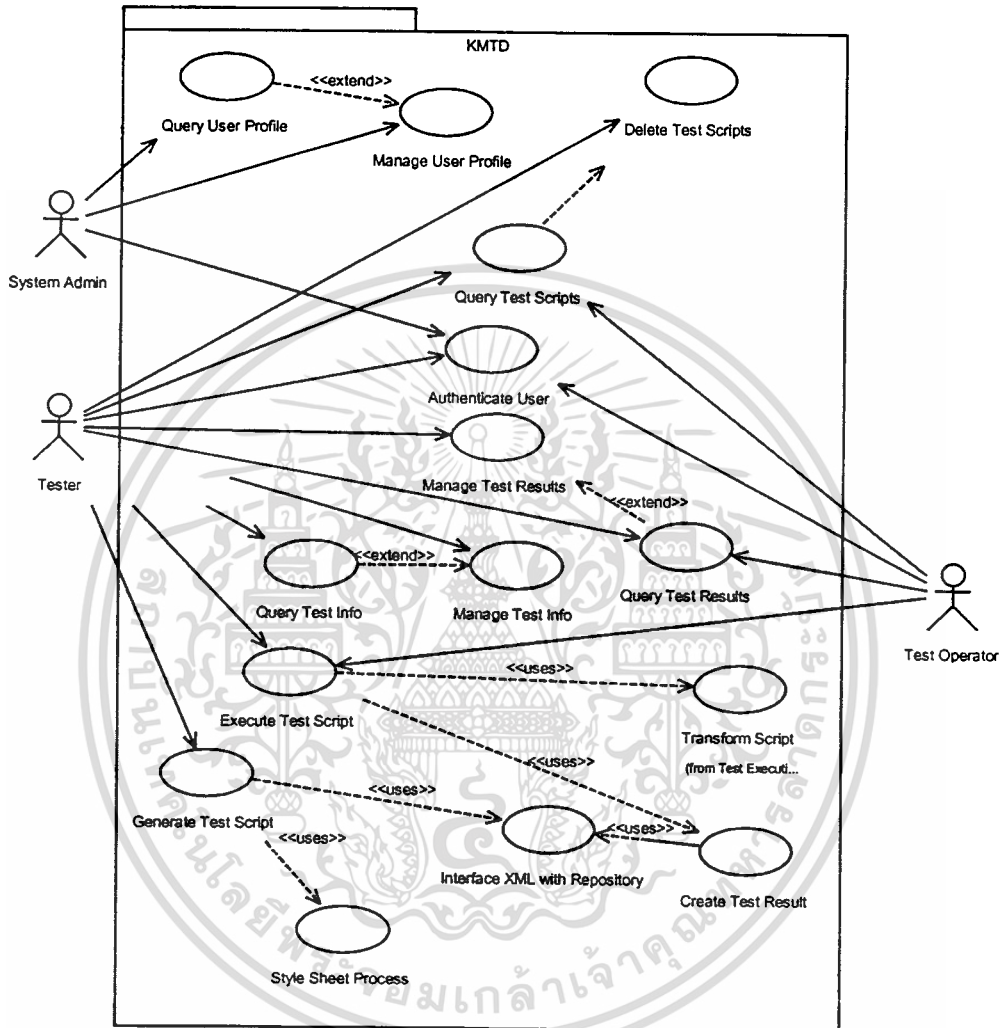 KMTD
<<extend>>
Query User Profile
Manage User Profile
Delete Test Scripts
System Admin
Query Test Scripts
Authenticate User
Tester
Manage Test Results
<<extend>>
<<extend>>
Query Test Info
Manage Test Info
Query Test Results
Test Operator
<<uses>>
Execute Test Script
Transform Script
(from Test Executi...
<<uses>>
<<uses>>
Generate Test Script
<<uses>>
<<uses>>
Interface XML with Repository
Create Test Result
Style Sheet Process